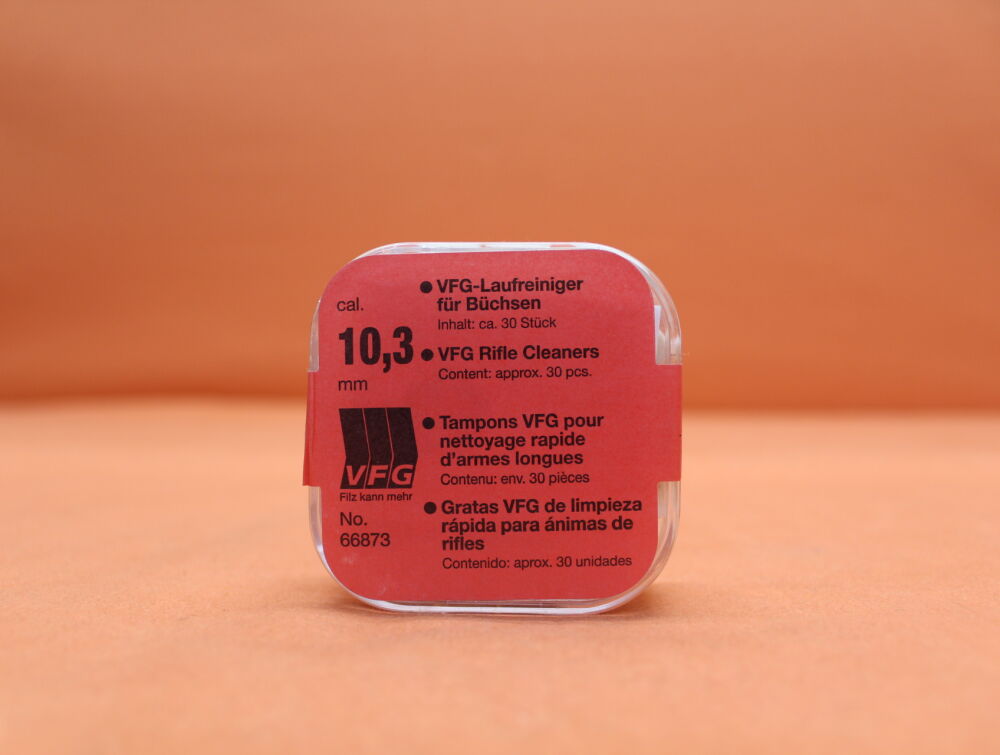 cal.
10,3
mm
VFG
Filz kann mehr
No.
66873
● VFG-Laufreiniger
für Büchsen
Inhalt: ca. 30 Stück
● VFG Rifle Cleaners
Content: approx. 30 pcs.
● Tampons VFG pour
nettoyage rapide
d'armes longues
Contenu: env. 30 pièces
● Gratas VFG de limpieza
rápida para ánimas de
rifles
Contenido: aprox. 30 unidades